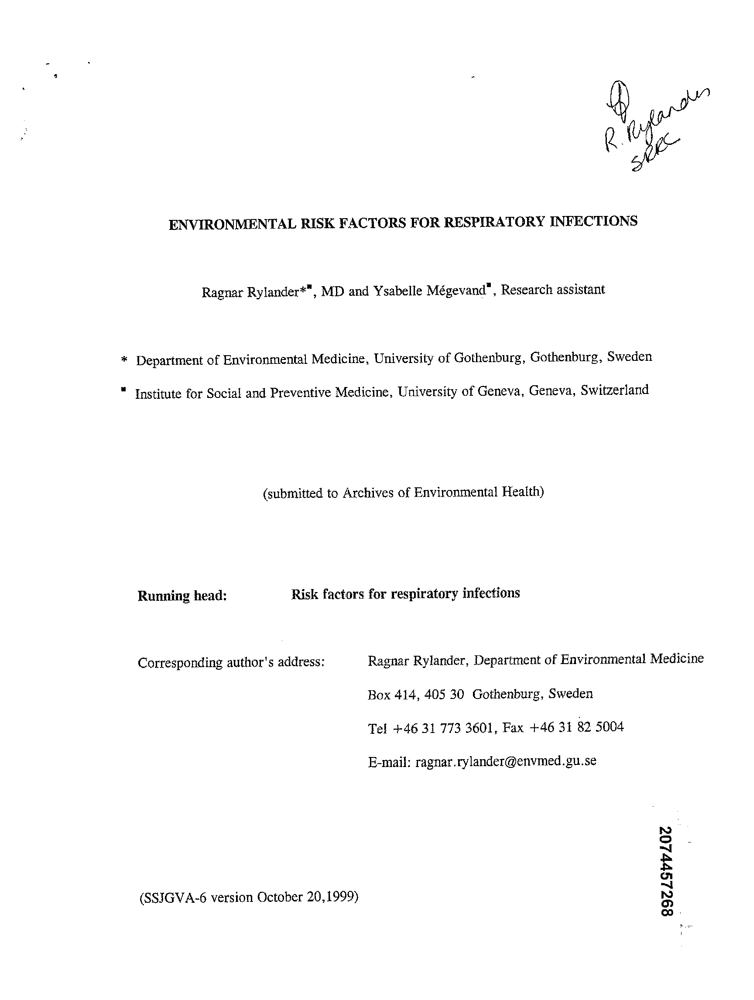 R. Rylander
SRRC
ENVIRONMENTAL RISK FACTORS FOR RESPIRATORY INFECTIONS
Ragnar Rylander*■, MD and Ysabelle Mégevand■, Research assistant
* Department of Environmental Medicine, University of Gothenburg, Gothenburg, Sweden
■ Institute for Social and Preventive Medicine, University of Geneva, Geneva, Switzerland
(submitted to Archives of Environmental Health)
Running head: Risk factors for respiratory infections
Corresponding author's address: Ragnar Rylander, Department of Environmental Medicine
Box 414, 405 30 Gothenburg, Sweden
Tel +46 31 773 3601, Fax +46 31 82 5004
E-mail: ragnar.rylander@envmed.gu.se
(SSJGVA-6 version October 20,1999)
2074457268